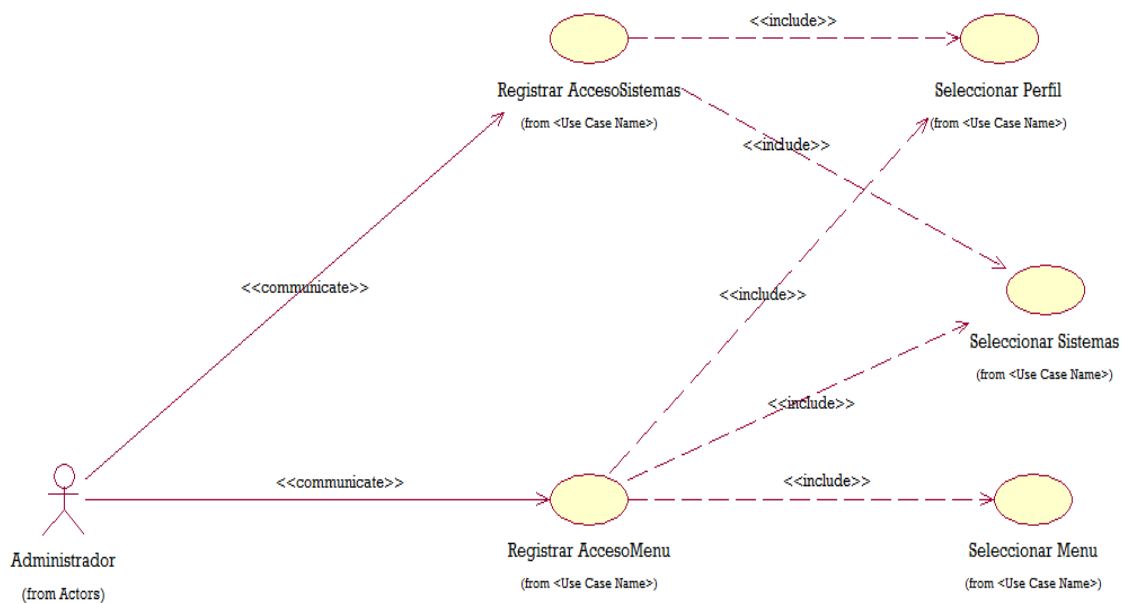 <<include>>
Registrar AccesoSistemas
(from <Use Case Name>)
Seleccionar Perfil
(from <Use Case Name>)
<<include>>
<<communicate>>
<<include>>
Seleccionar Sistemas
(from <Use Case Name>)
<<include>>
<<communicate>>
<<include>>
Administrador
(from Actors)
Registrar AccesoMenu
(from <Use Case Name>)
Seleccionar Menu
(from <Use Case Name>)